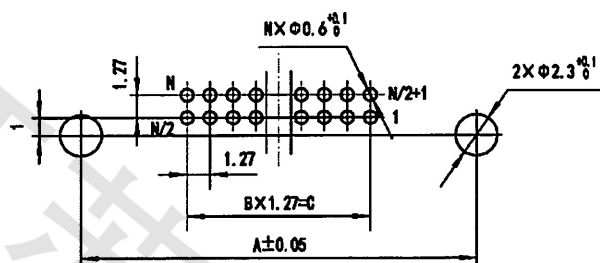 N×Φ0.6 +0.1 0
2×Φ2.3 +0.1 0
1.27
N
N/2+1
1
N/2
1
1.27
B×1.27=C
A±0.05